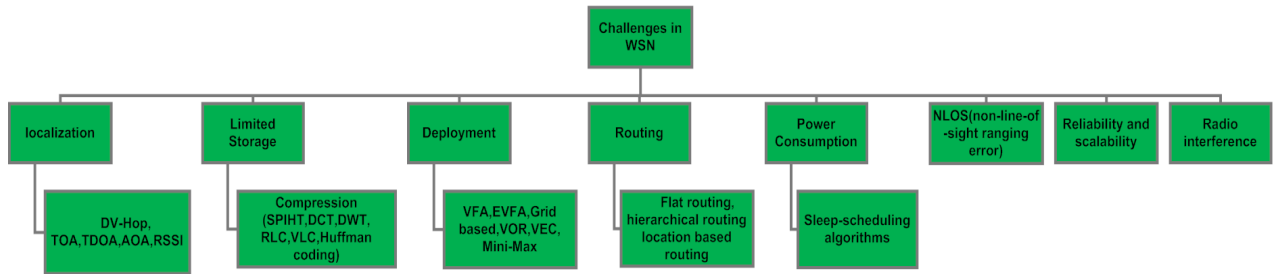 Challenges in
WSN
localization
Limited
Storage
Deployment
Routing
Power
Consumption
NLOS(non-line-of
-sight ranging
error)
Reliability and
scalability
Radio
interference
DV-Hop,
TOA,TDOA,AOA,RSSI
Compression
(SPIHT,DCT,DWT,
RLC,VLC,Huffman
coding)
VFA,EVFA,Grid
based,VOR,VEC,
Mini-Max
Flat routing,
hierarchical routing
location based
routing
Sleep-scheduling
algorithms